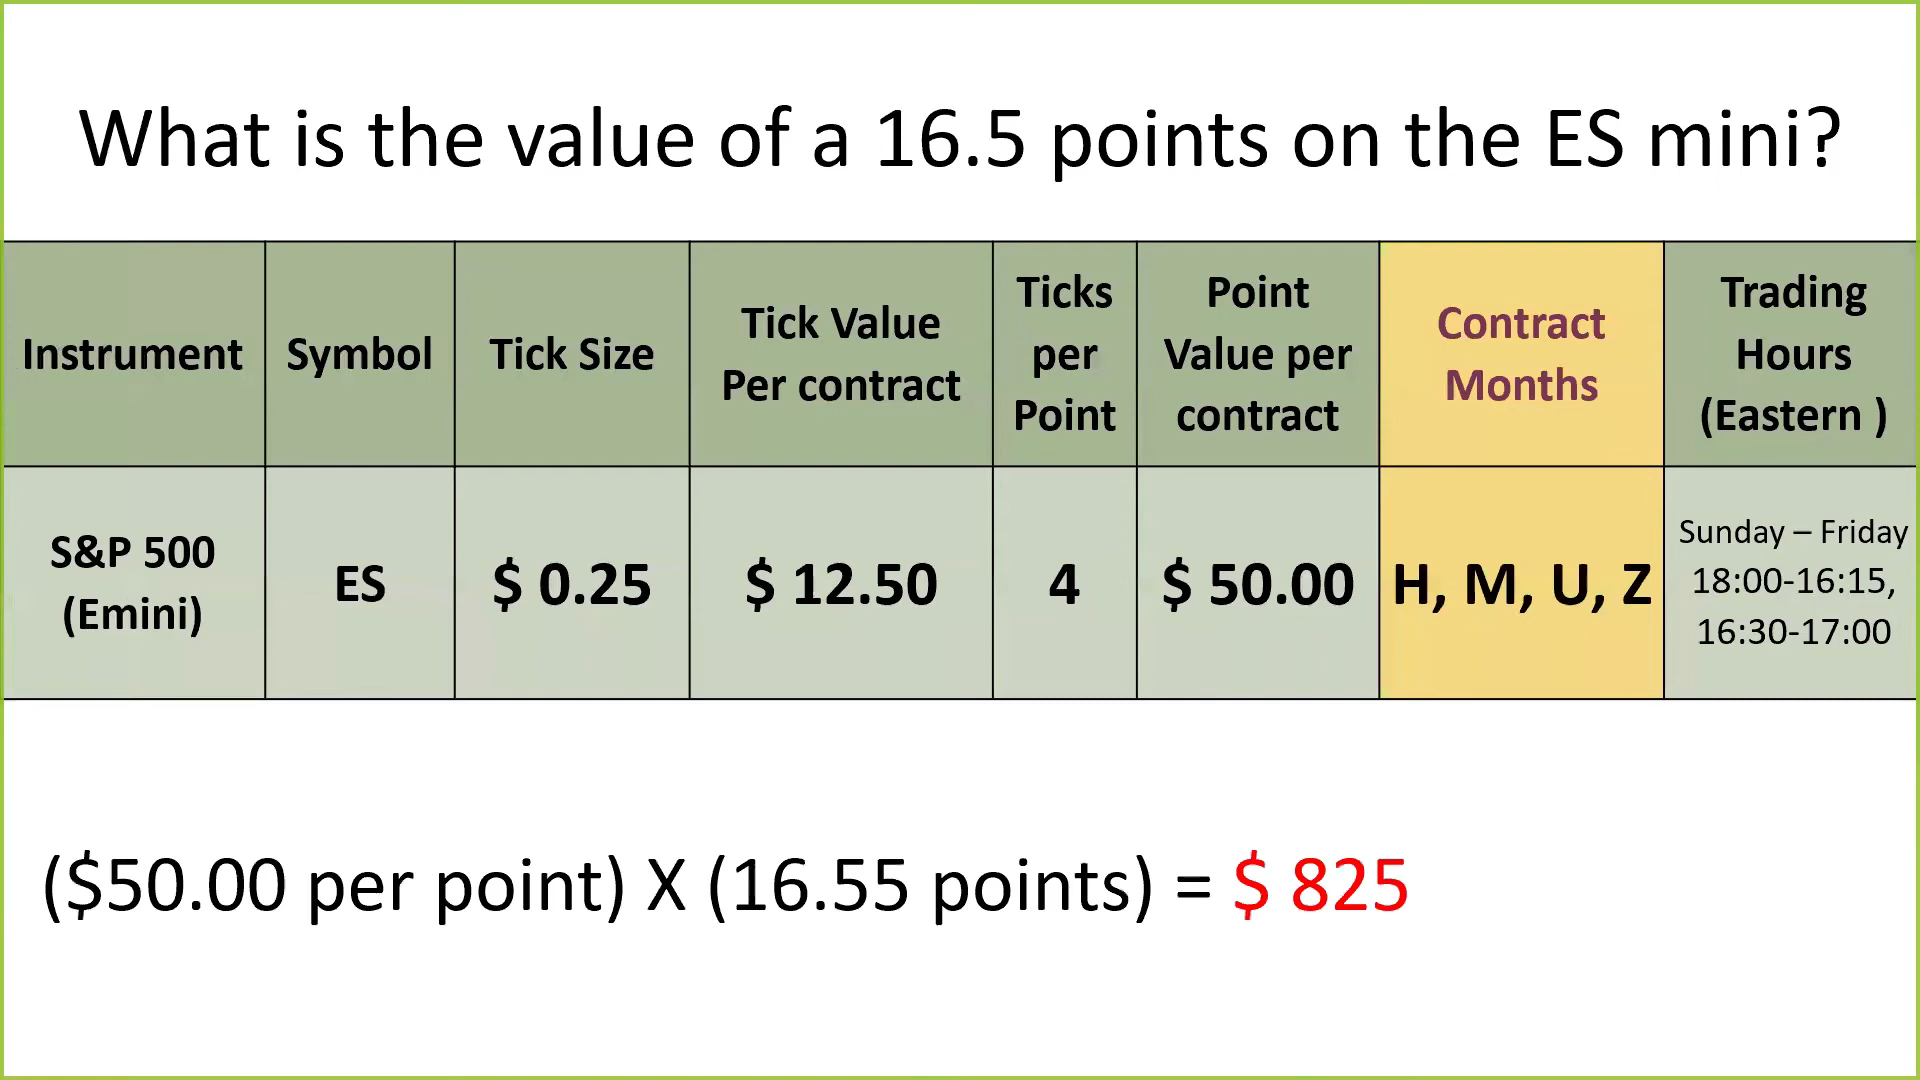 What is the value of a 16.5 points on the ES mini?
Instrument
Symbol
Tick Size
Tick Value
Per contract
Ticks
per
Point
Point
Value per
contract
Contract
Months
Trading
Hours
(Eastern )
S&P 500
(Emini)
ES
$ 0.25
$ 12.50
4
$ 50.00
H, M, U, Z
Sunday – Friday
18:00-16:15,
16:30-17:00
($50.00 per point) X (16.55 points) = $ 825